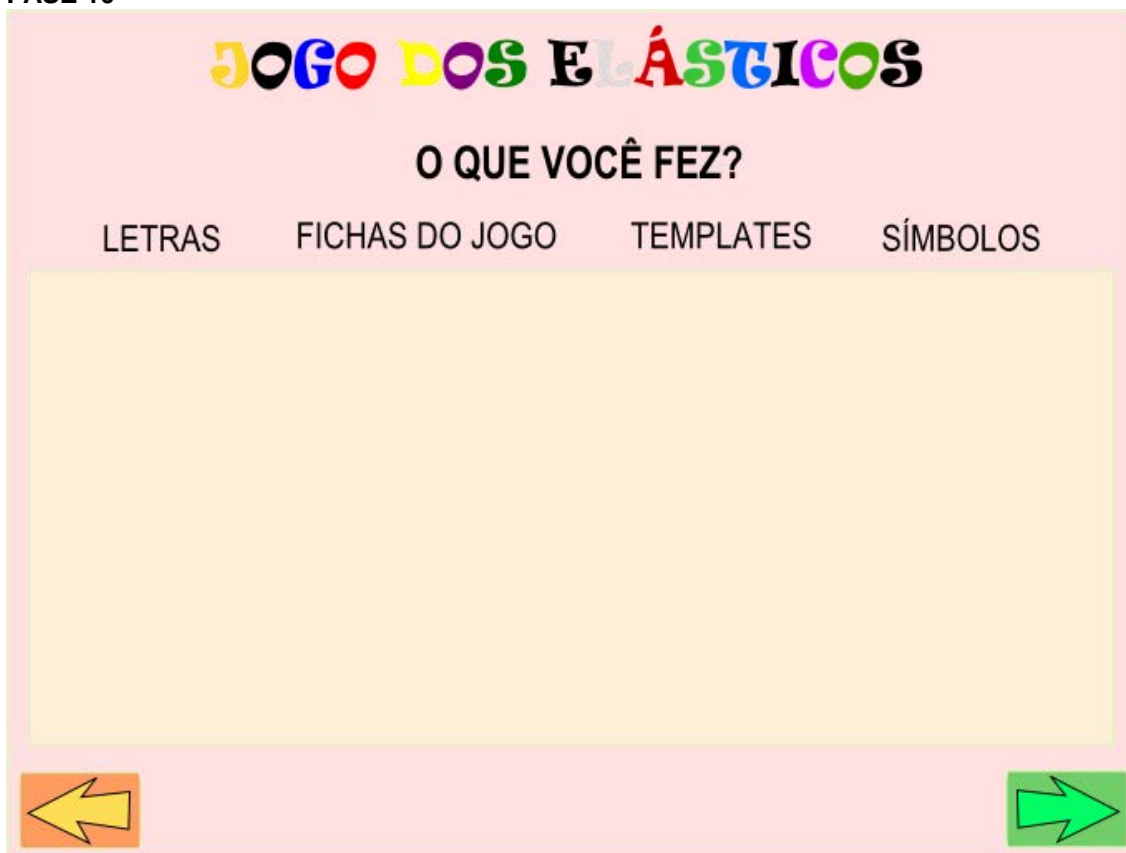 JOGO DOS ELÁSTICOS
O QUE VOCÊ FEZ?
LETRAS FICHAS DO JOGO TEMPLATES SÍMBOLOS